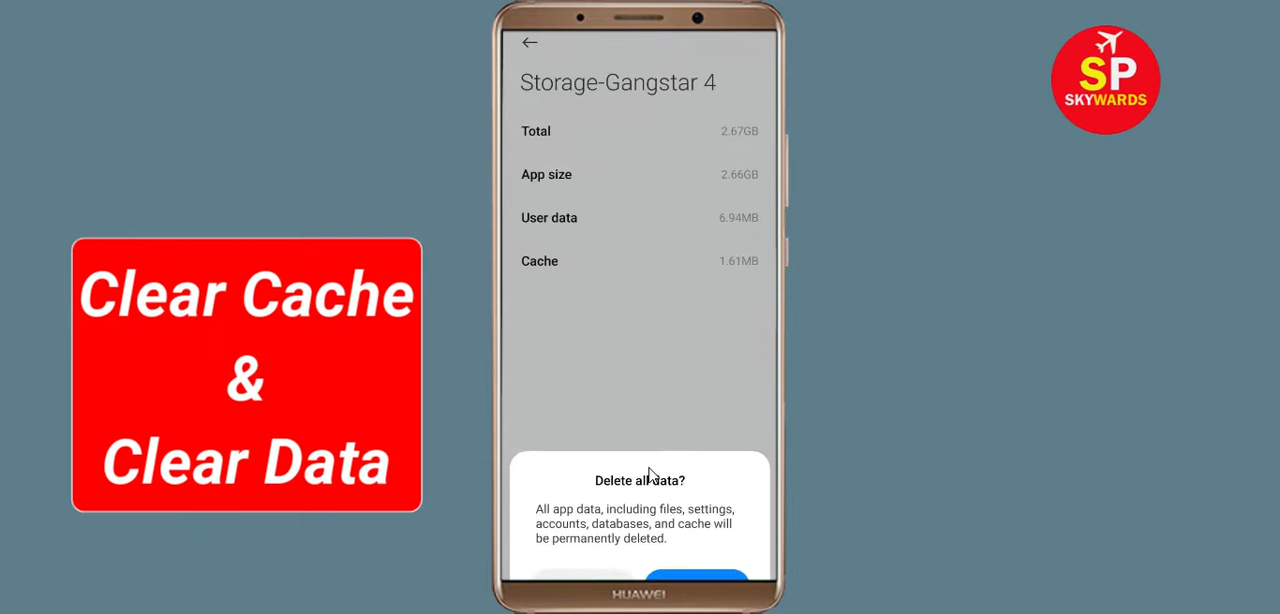 SP
SKYWARDS
Storage-Gangstar 4
Total 2.67GB
App size 2.66GB
User data 6.94MB
Cache 1.61MB
Clear Cache
&
Clear Data
Delete all data?
All app data, including files, settings,
accounts, databases, and cache will
be permanently deleted.
HUAWEI